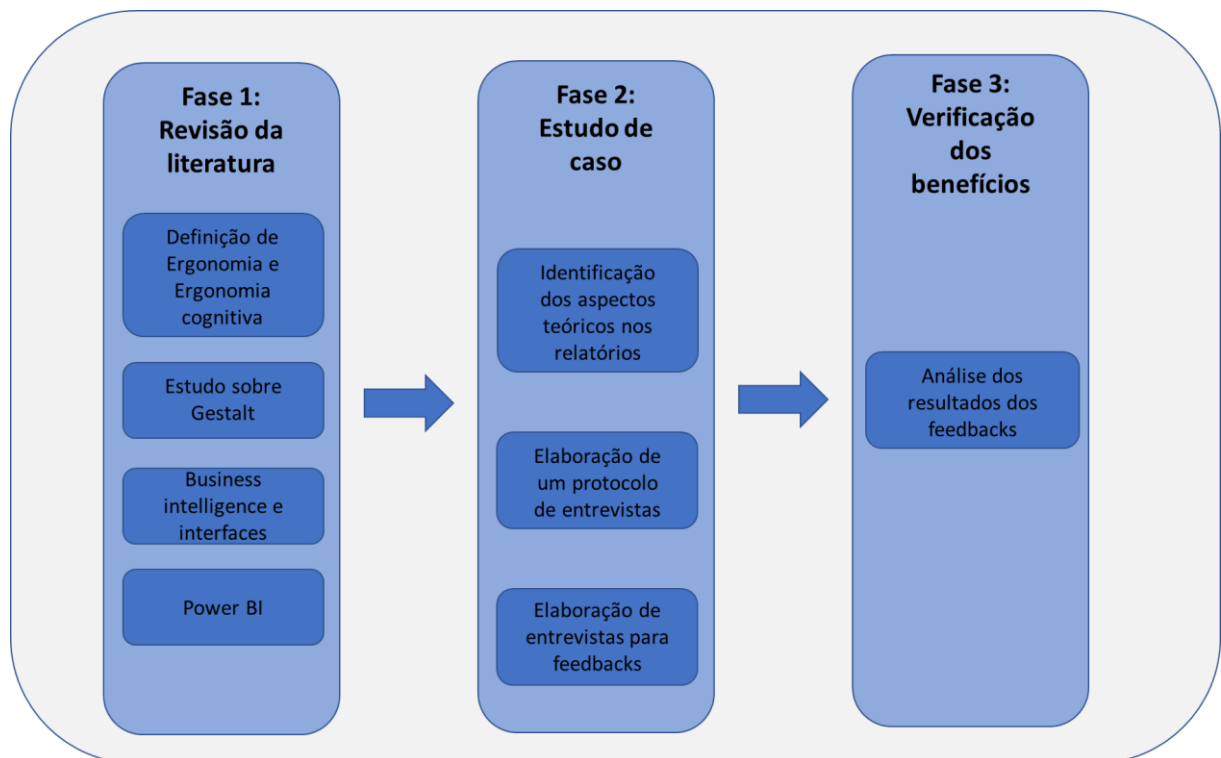 Fase 1:
Revisão da
literatura
Definição de
Ergonomia e
Ergonomia
cognitiva
Estudo sobre
Gestalt
Business
intelligence e
interfaces
Power BI
Fase 2:
Estudo de
caso
Identificação
dos aspectos
teóricos nos
relatórios
Elaboração de
um protocolo
de entrevistas
Elaboração de
entrevistas para
feedbacks
Fase 3:
Verificação
dos
benefícios
Análise dos
resultados dos
feedbacks